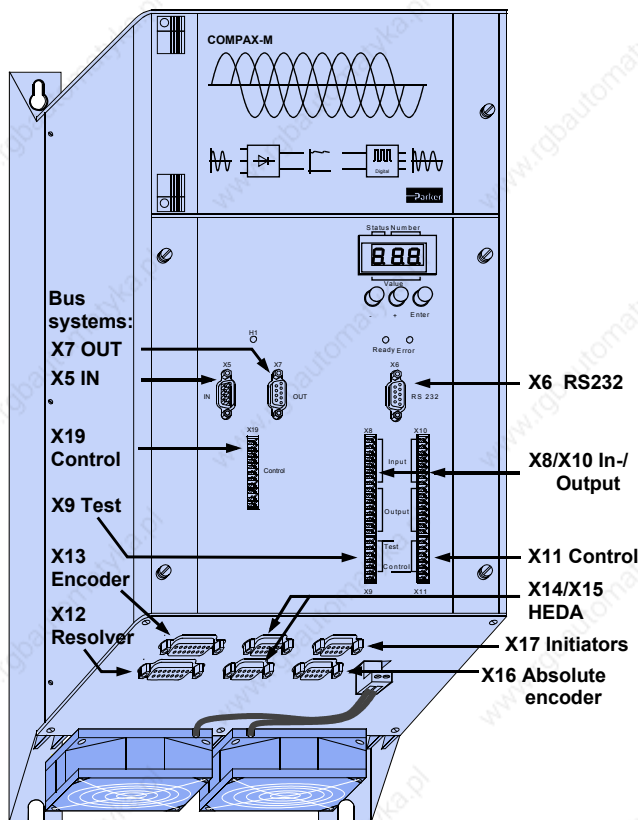 COMPAX-M
Digital
Parker
Status Number
Value
- + Enter
Bus
systems:
H1
Ready Error
X7 OUT
X5 IN
X5
X7
X6
IN
OUT
RS 232
X6 RS232
X19
Control
X19
Control
X8
X10
Input
X8/X10 In-/
Output
Output
X9 Test
Test
Control
X11 Control
X9
X11
X13
Encoder
X14/X15
HEDA
X12
Resolver
X17 Initiators
X16 Absolute
encoder
www.rgbautomatyka.pl